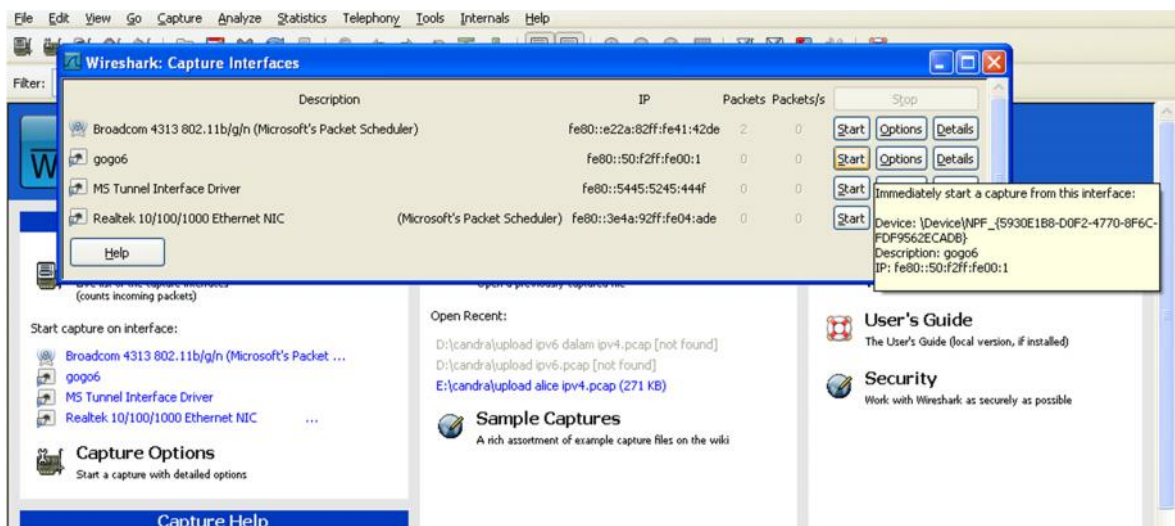 File Edit View Go Capture Analyze Statistics Telephony Tools Internals Help
Filter:
Wireshark: Capture Interfaces
Description IP Packets Packets/s Stop
Broadcom 4313 802.11b/g/n (Microsoft's Packet Scheduler) fe80::e22a:82ff:fe41:42de 2 0 Start Options Details
gogo6 fe80::50:f2ff:fe00:1 0 0 Start Options Details
MS Tunnel Interface Driver fe80::5445:5245:444f 0 0 Start
Realtek 10/100/1000 Ethernet NIC (Microsoft's Packet Scheduler) fe80::3e4a:92ff:fe04:ade 0 0 Start
Help
Immediately start a capture from this interface:
Device: \Device\NPF_{5930E1B8-D0F2-4770-8F6C-
FDF9562ECADB}
Description: gogo6
IP: fe80::50:f2ff:fe00:1
W
(counts incoming packets)
Start capture on interface:
Broadcom 4313 802.11b/g/n (Microsoft's Packet ...
gogo6
MS Tunnel Interface Driver
Realtek 10/100/1000 Ethernet NIC ...
Capture Options
Start a capture with detailed options
Capture Help
Open Recent:
D:\candra\upload ipv6 dalam ipv4.pcap [not found]
D:\candra\upload ipv6.pcap [not found]
E:\candra\upload alice ipv4.pcap (271 KB)
Sample Captures
A rich assortment of example capture files on the wiki
User's Guide
The User's Guide (local version, if installed)
Security
Work with Wireshark as securely as possible